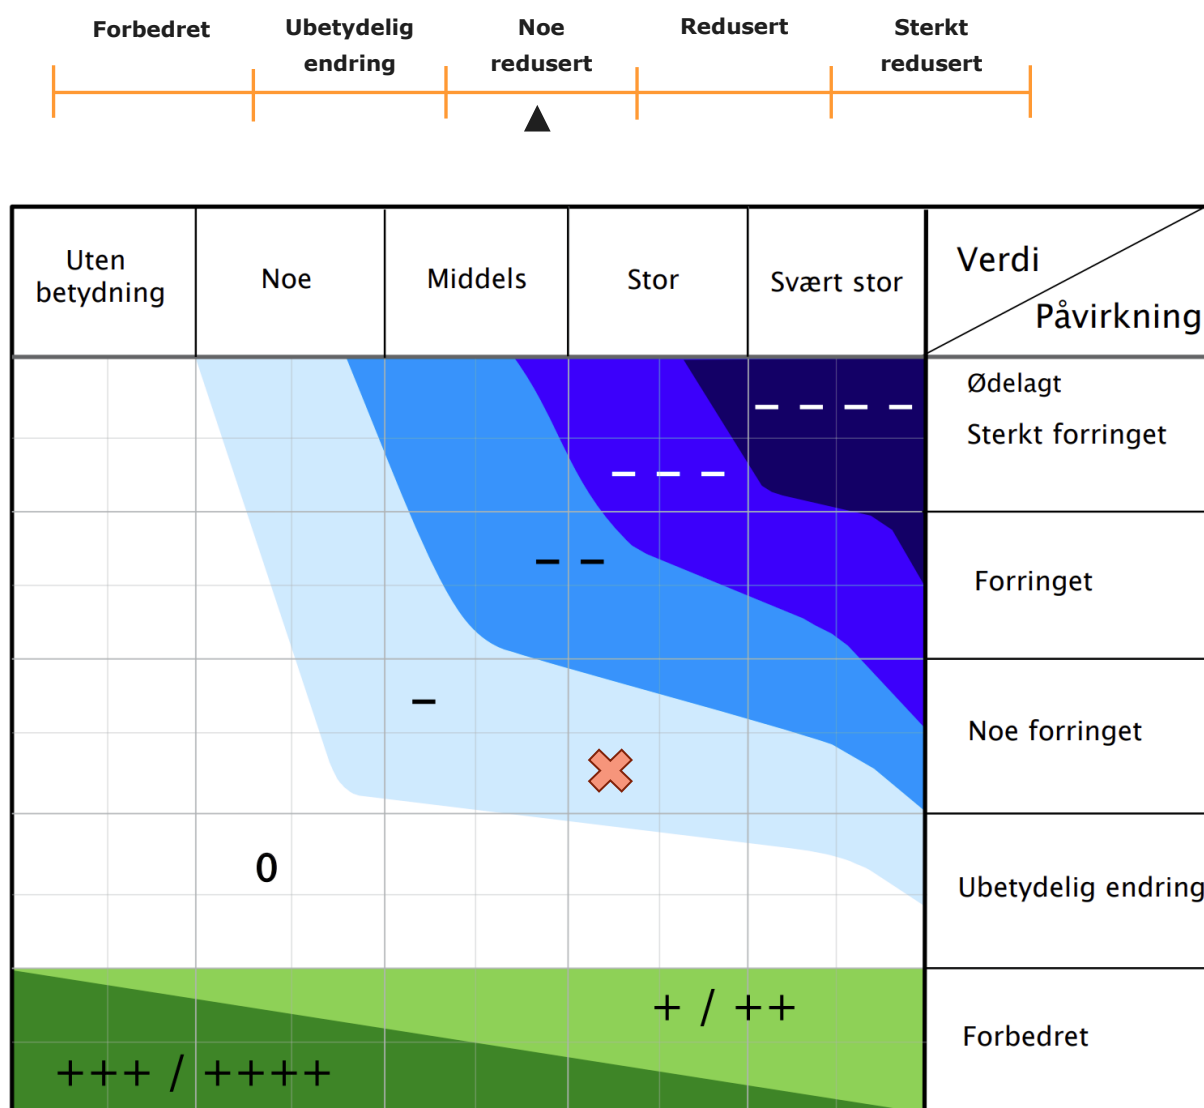 Forbedret
Ubetydelig
endring
Noe
redusert
Redusert
Sterkt
redusert
Uten
betydning
Noe
Middels
Stor
Svært stor
Verdi
Påvirkning
Ødelagt
– – – –
Sterkt forringet
– – –
– –
Forringet
–
Noe forringet
0
Ubetydelig endring
+ / ++
Forbedret
+++ / ++++